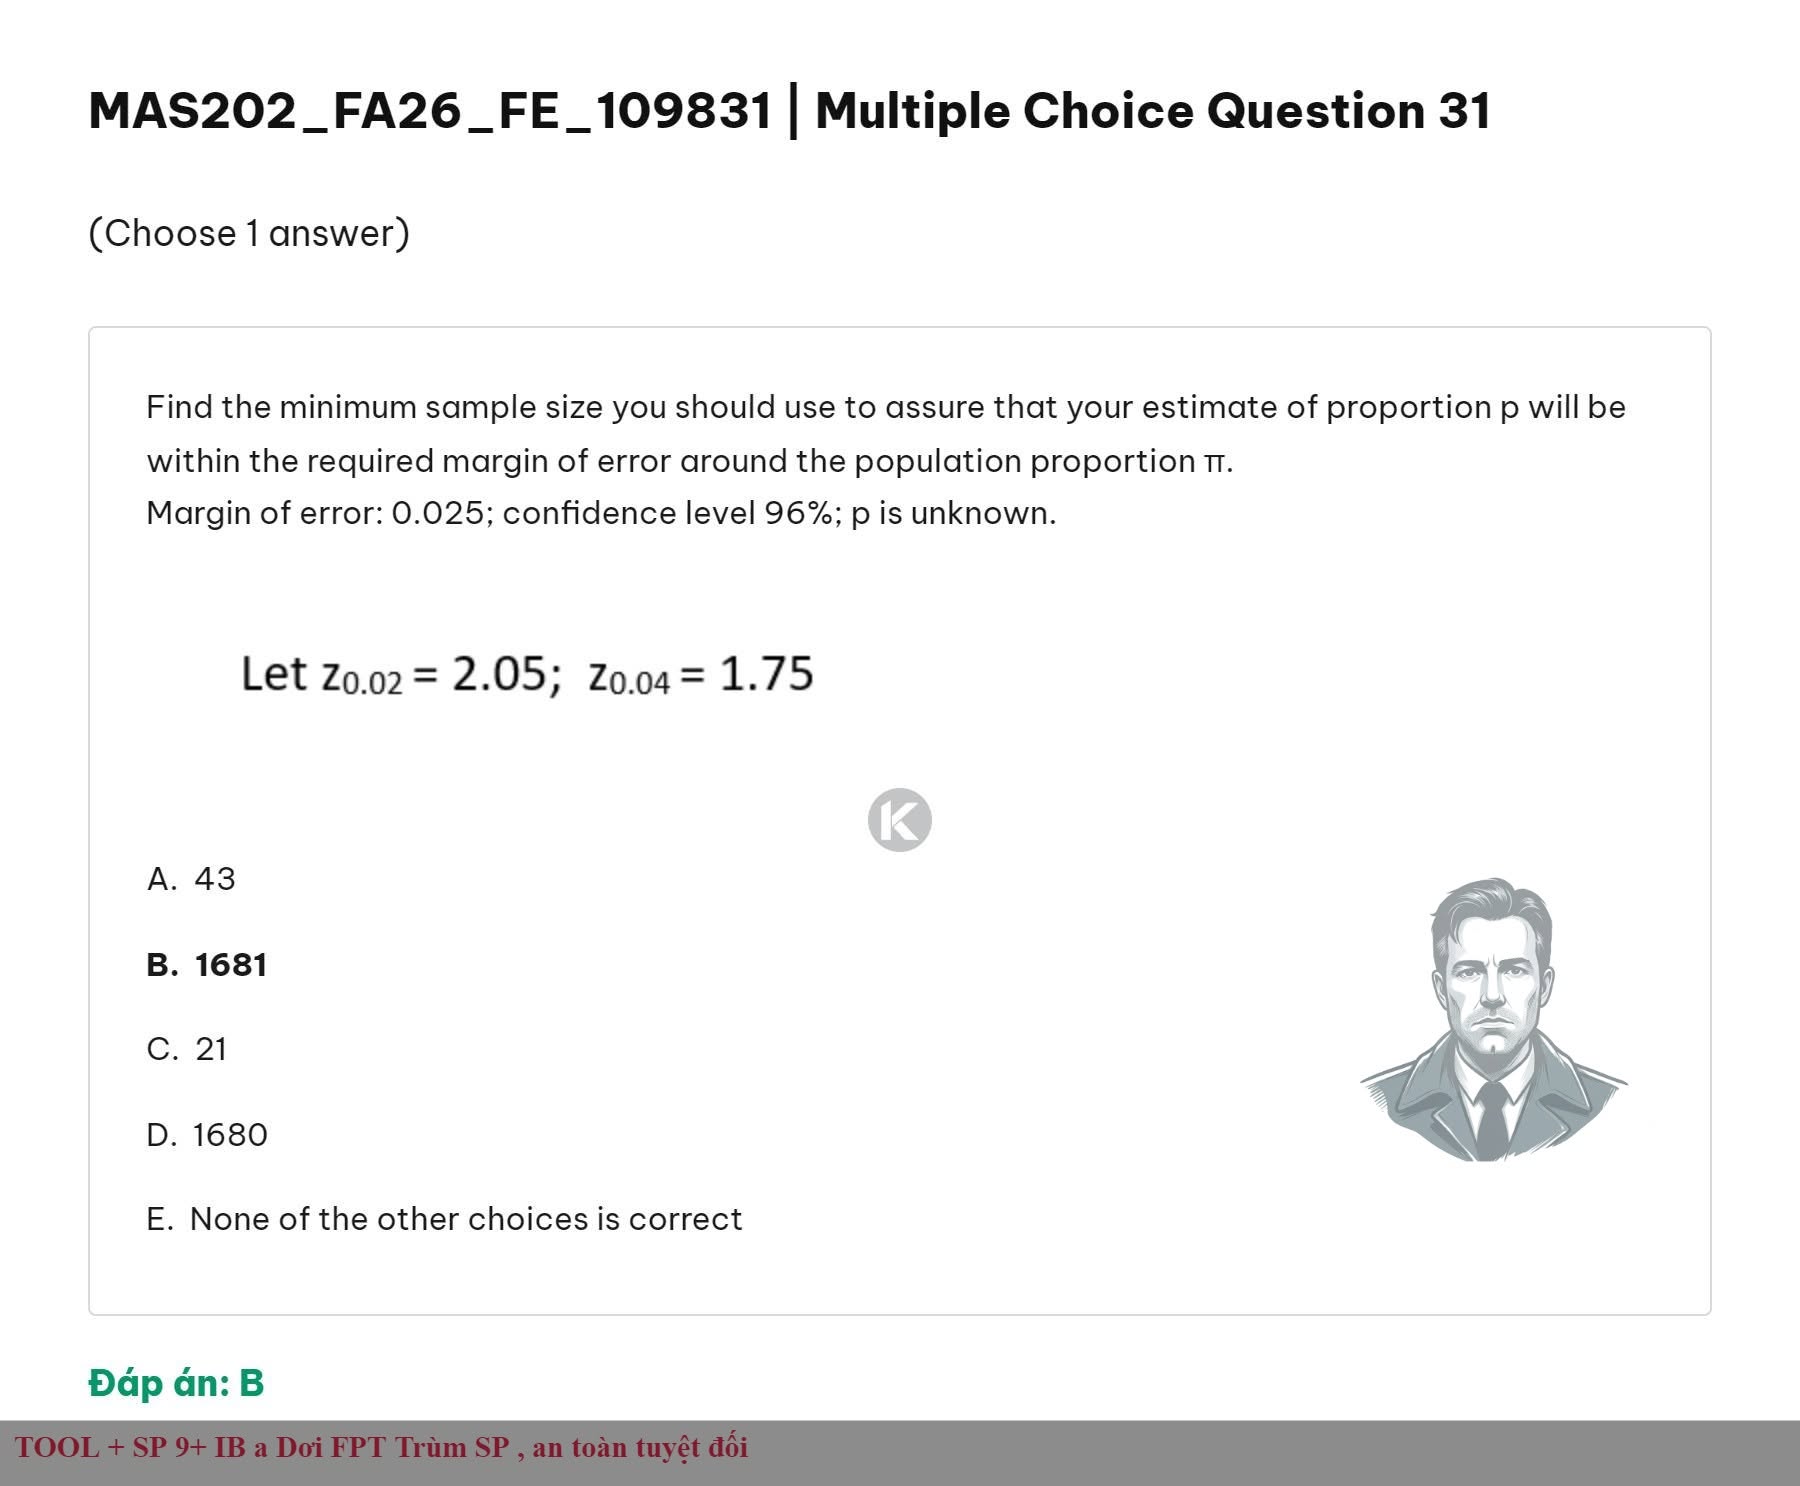 MAS202_FA26_FE_109831 | Multiple Choice Question 31
(Choose 1 answer)
Find the minimum sample size you should use to assure that your estimate of proportion p will be
within the required margin of error around the population proportion π.
Margin of error: 0.025; confidence level 96%; p is unknown.
Let z0.02 = 2.05; z0.04 = 1.75
K
A. 43
B. 1681
C. 21
D. 1680
E. None of the other choices is correct
Đáp án: B
TOOL + SP 9+ IB a Dơi FPT Trùm SP , an toàn tuyệt đối